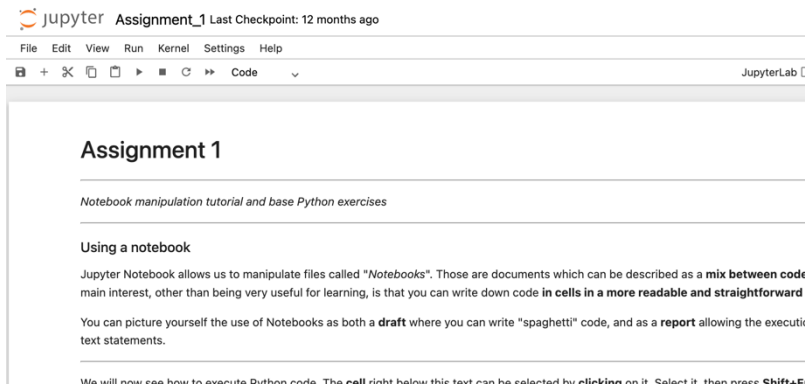 jupyter Assignment_1 Last Checkpoint: 12 months ago
File Edit View Run Kernel Settings Help
Code JupyterLab
Assignment 1
Notebook manipulation tutorial and base Python exercises
Using a notebook
Jupyter Notebook allows us to manipulate files called "Notebooks". Those are documents which can be described as a mix between code
main interest, other than being very useful for learning, is that you can write down code in cells in a more readable and straightforward
You can picture yourself the use of Notebooks as both a draft where you can write "spaghetti" code, and as a report allowing the executio
text statements.
We will now see how to execute Python code. The cell right below this text can be selected by clicking on it. Select it, then press Shift+E